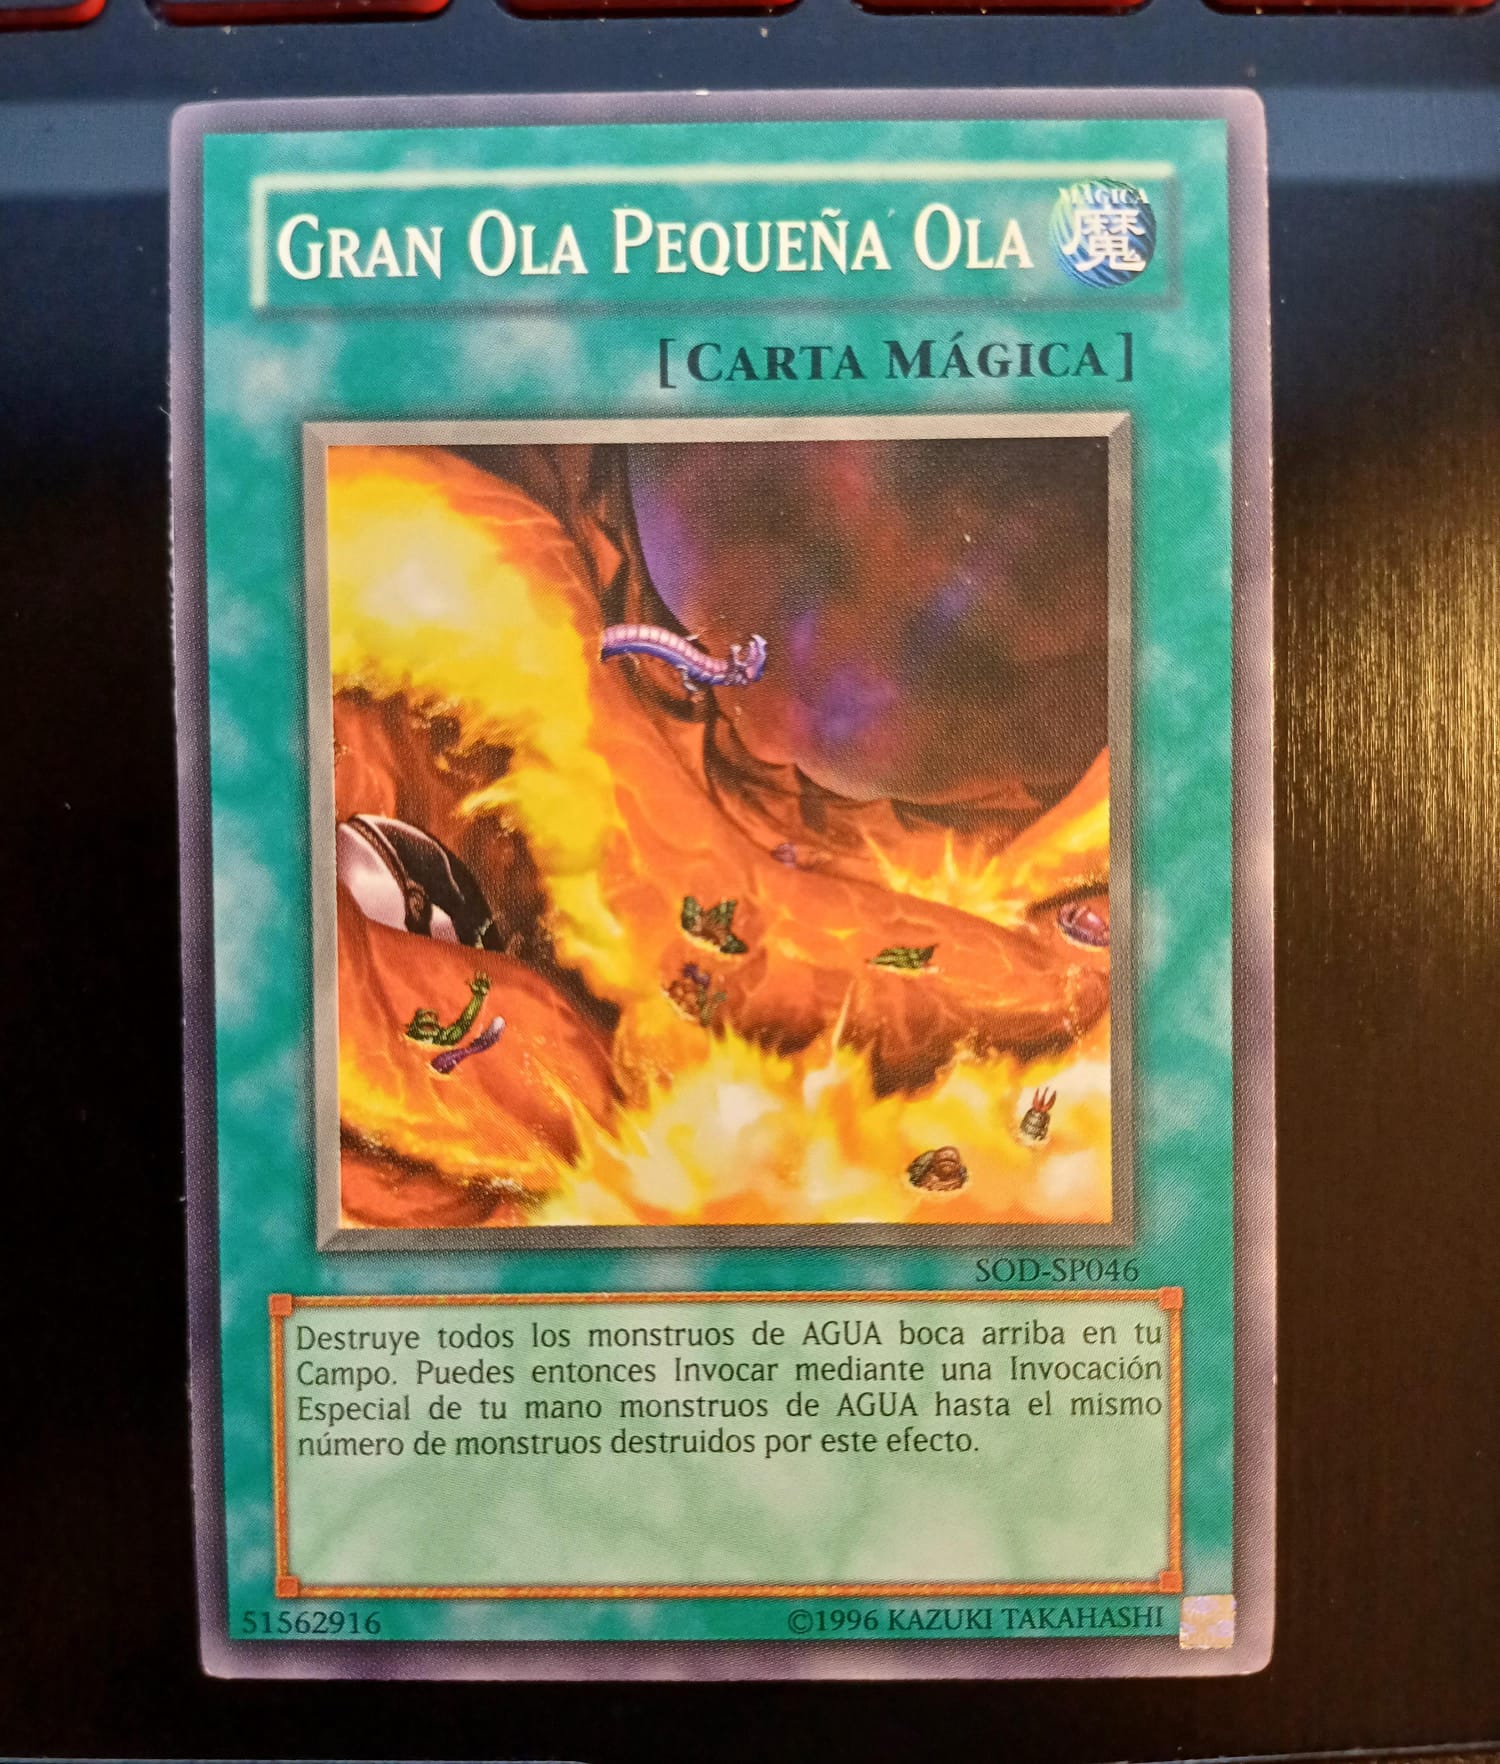 GRAN OLA PEQUEÑA OLA
MÁGICA
魔
[CARTA MÁGICA]
SOD-SP046
Destruye todos los monstruos de AGUA boca arriba en tu
Campo. Puedes entonces Invocar mediante una Invocación
Especial de tu mano monstruos de AGUA hasta el mismo
número de monstruos destruidos por este efecto.
51562916
©1996 KAZUKI TAKAHASHI